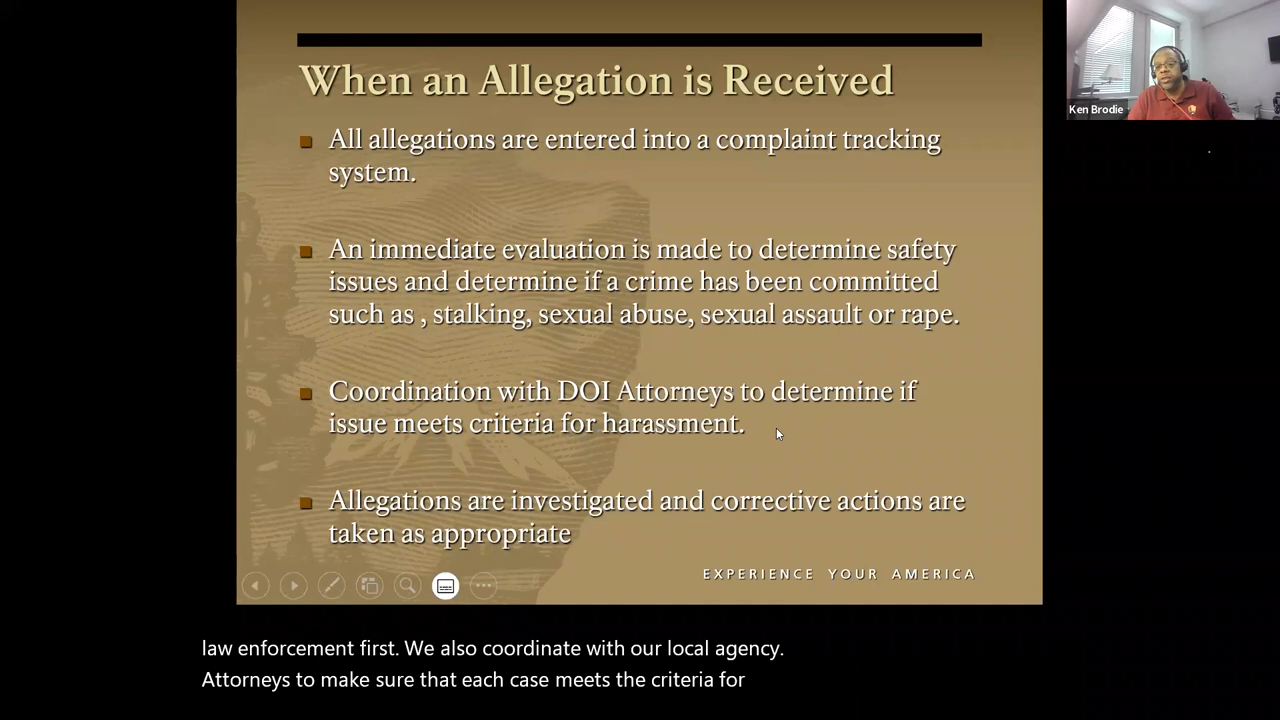 When an Allegation is Received
All allegations are entered into a complaint tracking
system.
An immediate evaluation is made to determine safety
issues and determine if a crime has been committed
such as , stalking, sexual abuse, sexual assault or rape.
Coordination with DOI Attorneys to determine if
issue meets criteria for harassment.
Allegations are investigated and corrective actions are
taken as appropriate
EXPERIENCE YOUR AMERICA
Ken Brodie
law enforcement first. We also coordinate with our local agency.
Attorneys to make sure that each case meets the criteria for